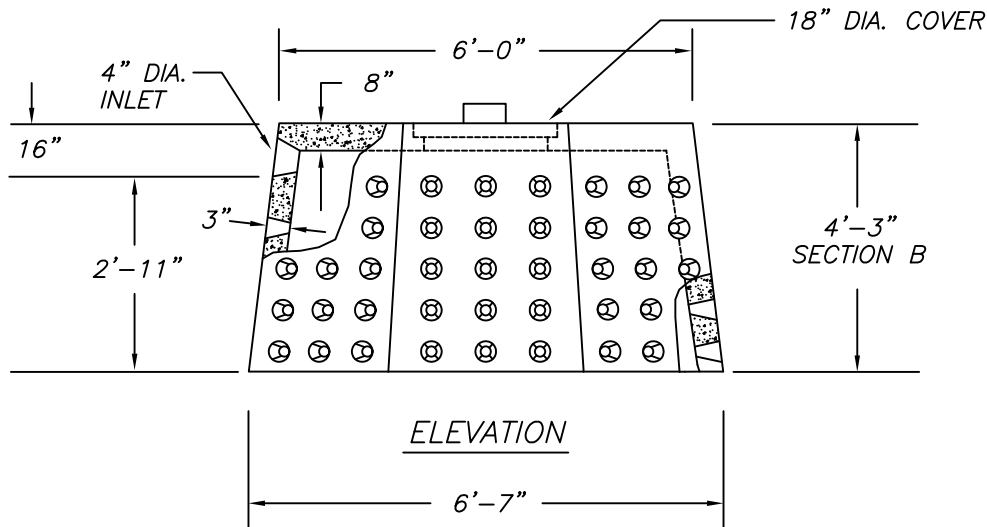 18" DIA. COVER
6'-0"
4" DIA.
INLET
8"
16"
3"
2'-11"
4'-3"
SECTION B
ELEVATION
6'-7"